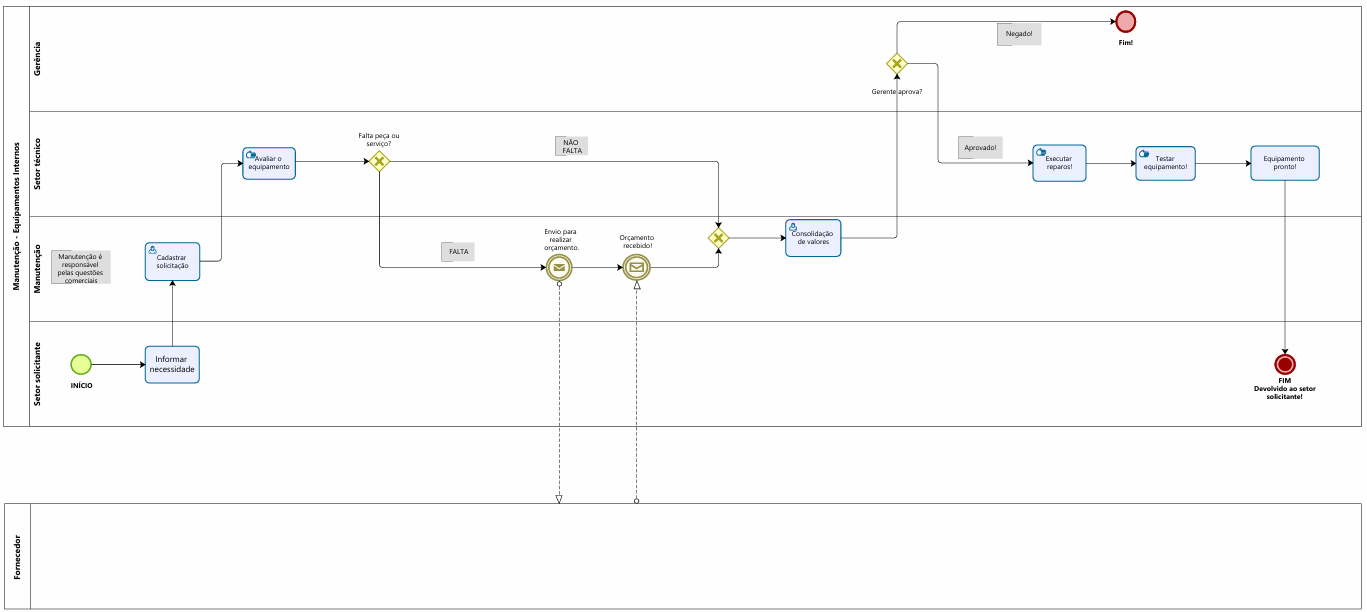 Manutenção - Equipamentos Internos
Gerência
Negado!
Fim!
Gerente aprova?
Setor técnico
Avaliar o
equipamento
Falta peça ou
serviço?
NÃO
FALTA
Aprovado!
Executar
reparos!
Testar
equipamento!
Equipamento
pronto!
Manutenção
Manutenção é
responsável
pelas questões
comerciais
Cadastrar
solicitação
FALTA
Envio para
realizar
orçamento.
Orçamento
recebido!
Consolidação
de valores
Setor solicitante
INÍCIO
Informar
necessidade
FIM
Devolvido ao setor
solicitante!
Fornecedor